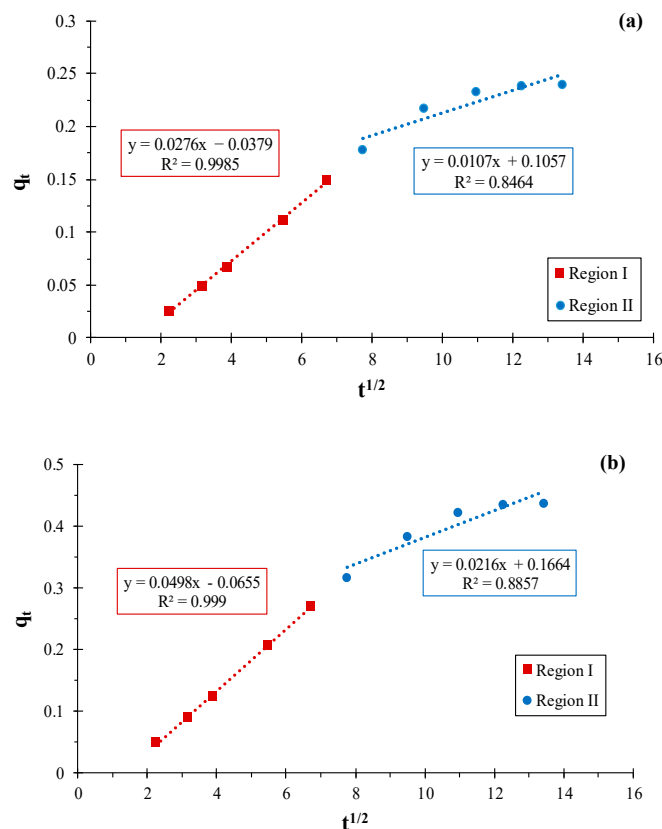 (a)
0.3
0.25
0.2
0.15
0.1
0.05
0
qt
y = 0.0276x − 0.0379
R² = 0.9985
y = 0.0107x + 0.1057
R² = 0.8464
Region I
Region II
0 2 4 6 8 10 12 14 16
t1/2
(b)
0.5
0.4
0.3
0.2
0.1
0
qt
y = 0.0498x - 0.0655
R² = 0.999
y = 0.0216x + 0.1664
R² = 0.8857
Region I
Region II
0 2 4 6 8 10 12 14 16
t1/2